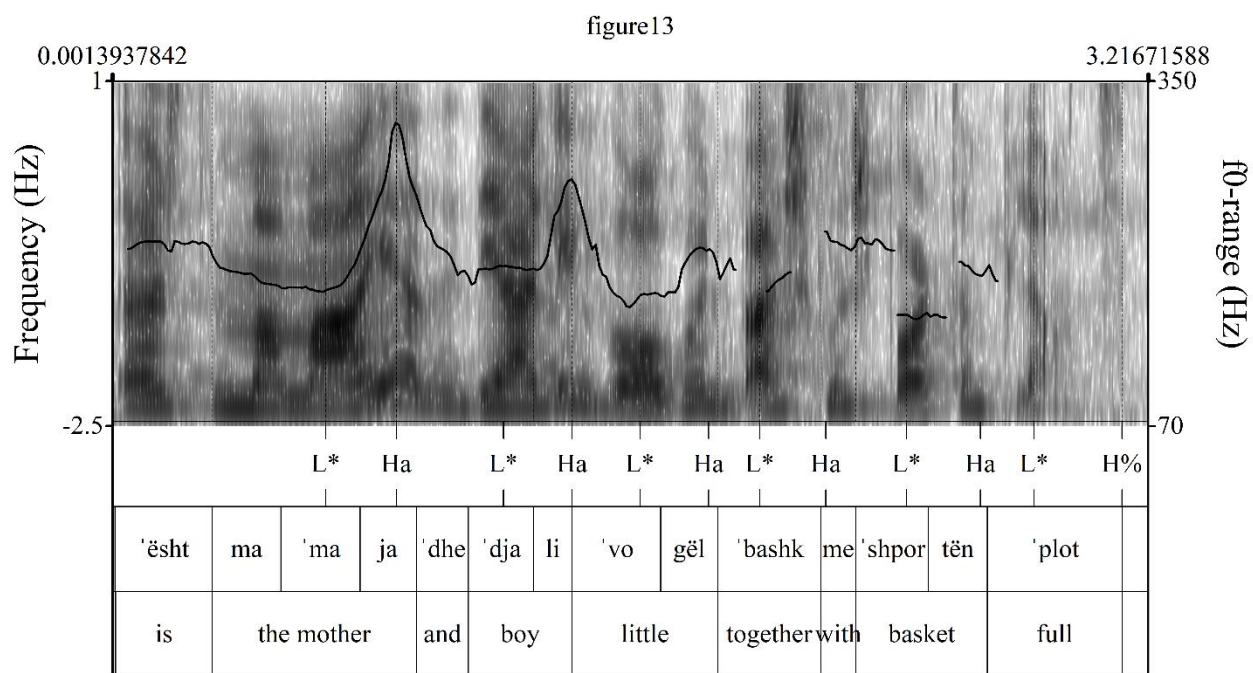 figure13
0.0013937842 3.21671588
1 350
Frequency (Hz) f0-range (Hz)
-2.5 70
L* Ha L* Ha L* Ha L* Ha L* Ha L* H%
ˈësht ma ˈma ja ˈdhe ˈdja li ˈvo gël ˈbashk me ˈshpor tën ˈplot
is the mother and boy little together with basket full